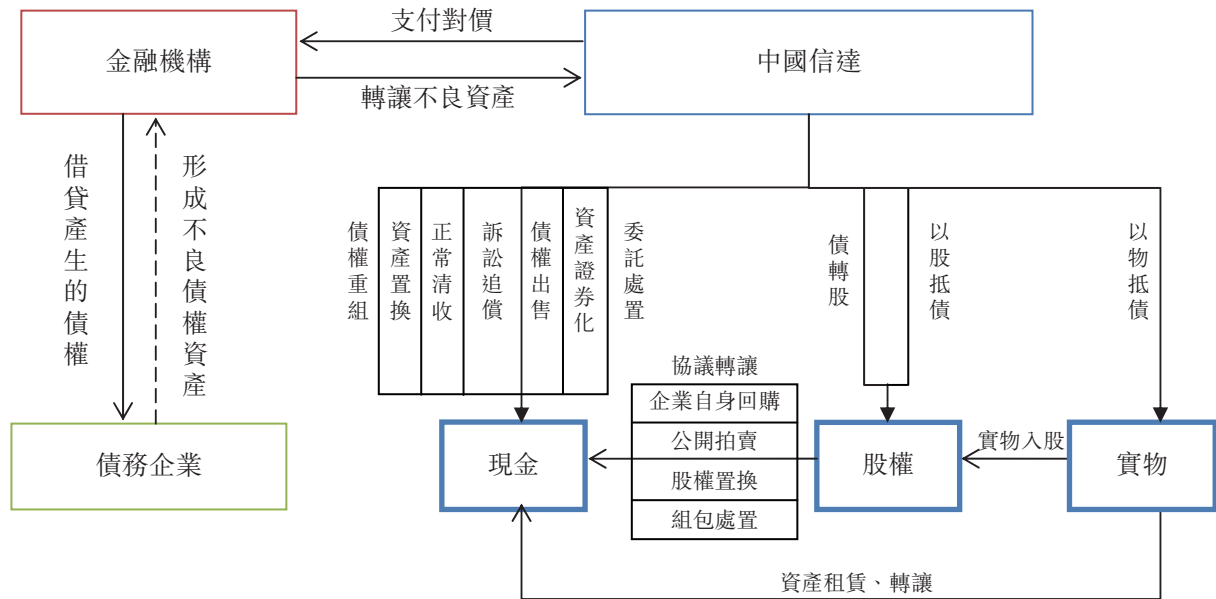 支付對價
金融機構
中國信達
轉讓不良資產
借貸產生的債權
形成不良債權資產
債權重組
資產置換
正常清收
訴訟追償
債權出售
資產證券化
委託處置
債轉股
以股抵債
以物抵債
協議轉讓
企業自身回購
公開拍賣
股權置換
組包處置
債務企業
現金
股權
實物入股
實物
資產租賃、轉讓